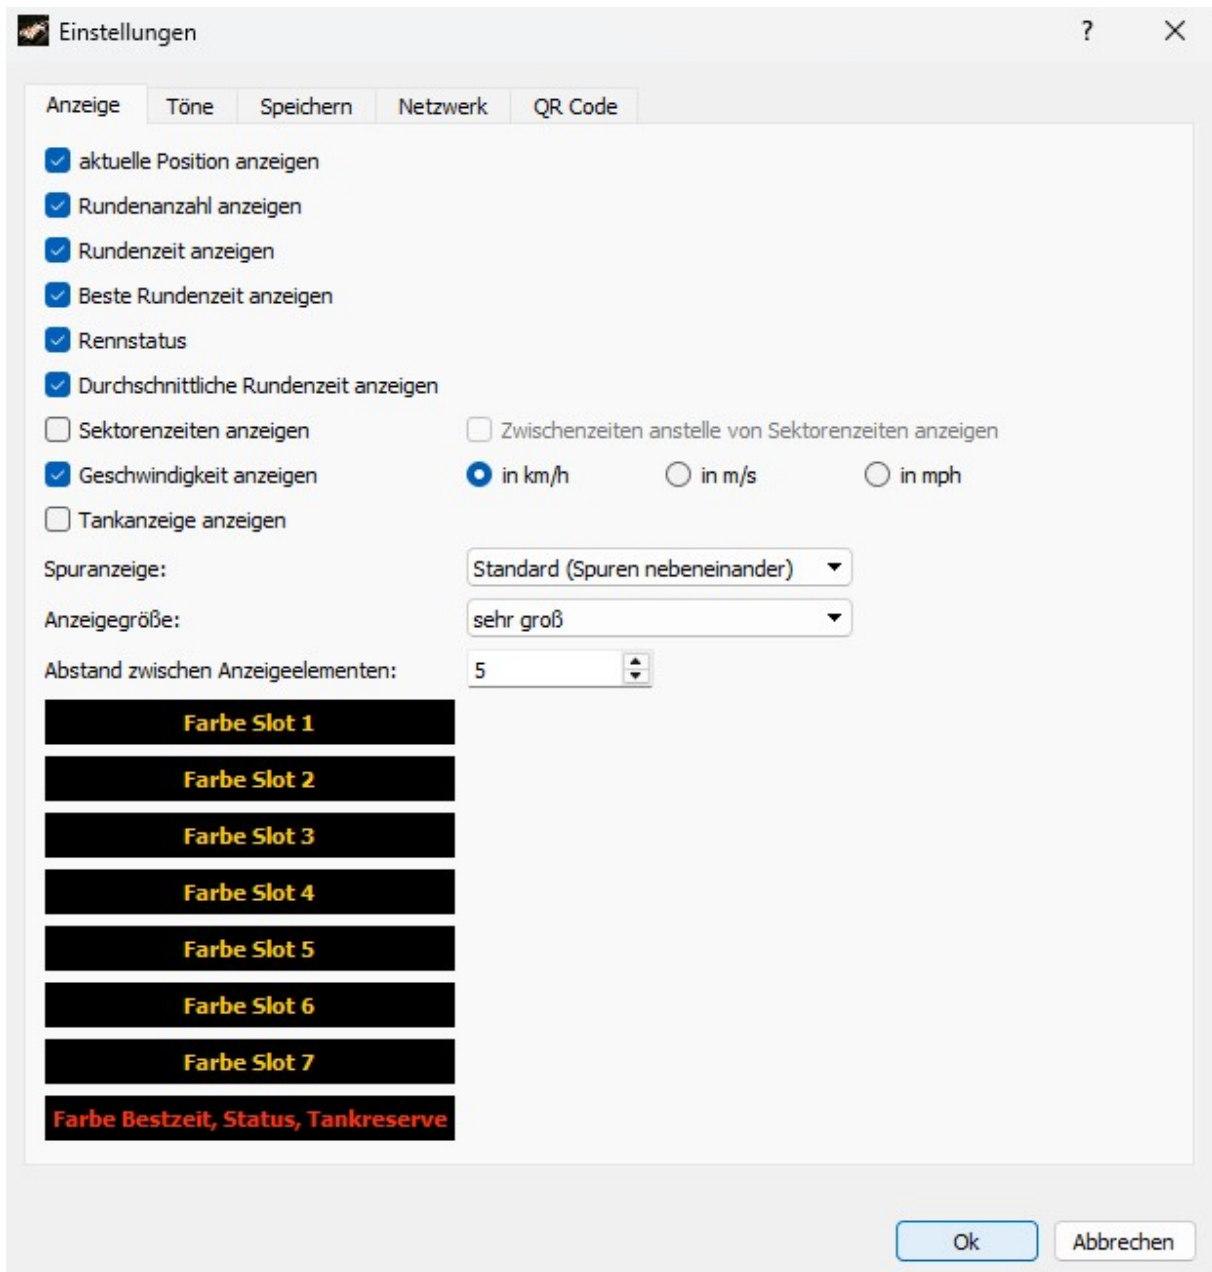 Einstellungen ?
Anzeige Töne Speichern Netzwerk QR Code
aktuelle Position anzeigen
Rundenanzahl anzeigen
Rundenzeit anzeigen
Beste Rundenzeit anzeigen
Rennstatus
Durchschnittliche Rundenzeit anzeigen
Sektorenzeiten anzeigen Zwischenzeiten anstelle von Sektorenzeiten anzeigen
Geschwindigkeit anzeigen in km/h in m/s in mph
Tankanzeige anzeigen
Spuranzeige: Standard (Spuren nebeneinander)
Anzeigegröße: sehr groß
Abstand zwischen Anzeigeelementen: 5
Farbe Slot 1
Farbe Slot 2
Farbe Slot 3
Farbe Slot 4
Farbe Slot 5
Farbe Slot 6
Farbe Slot 7
Farbe Bestzeit, Status, Tankreserve
Ok Abbrechen